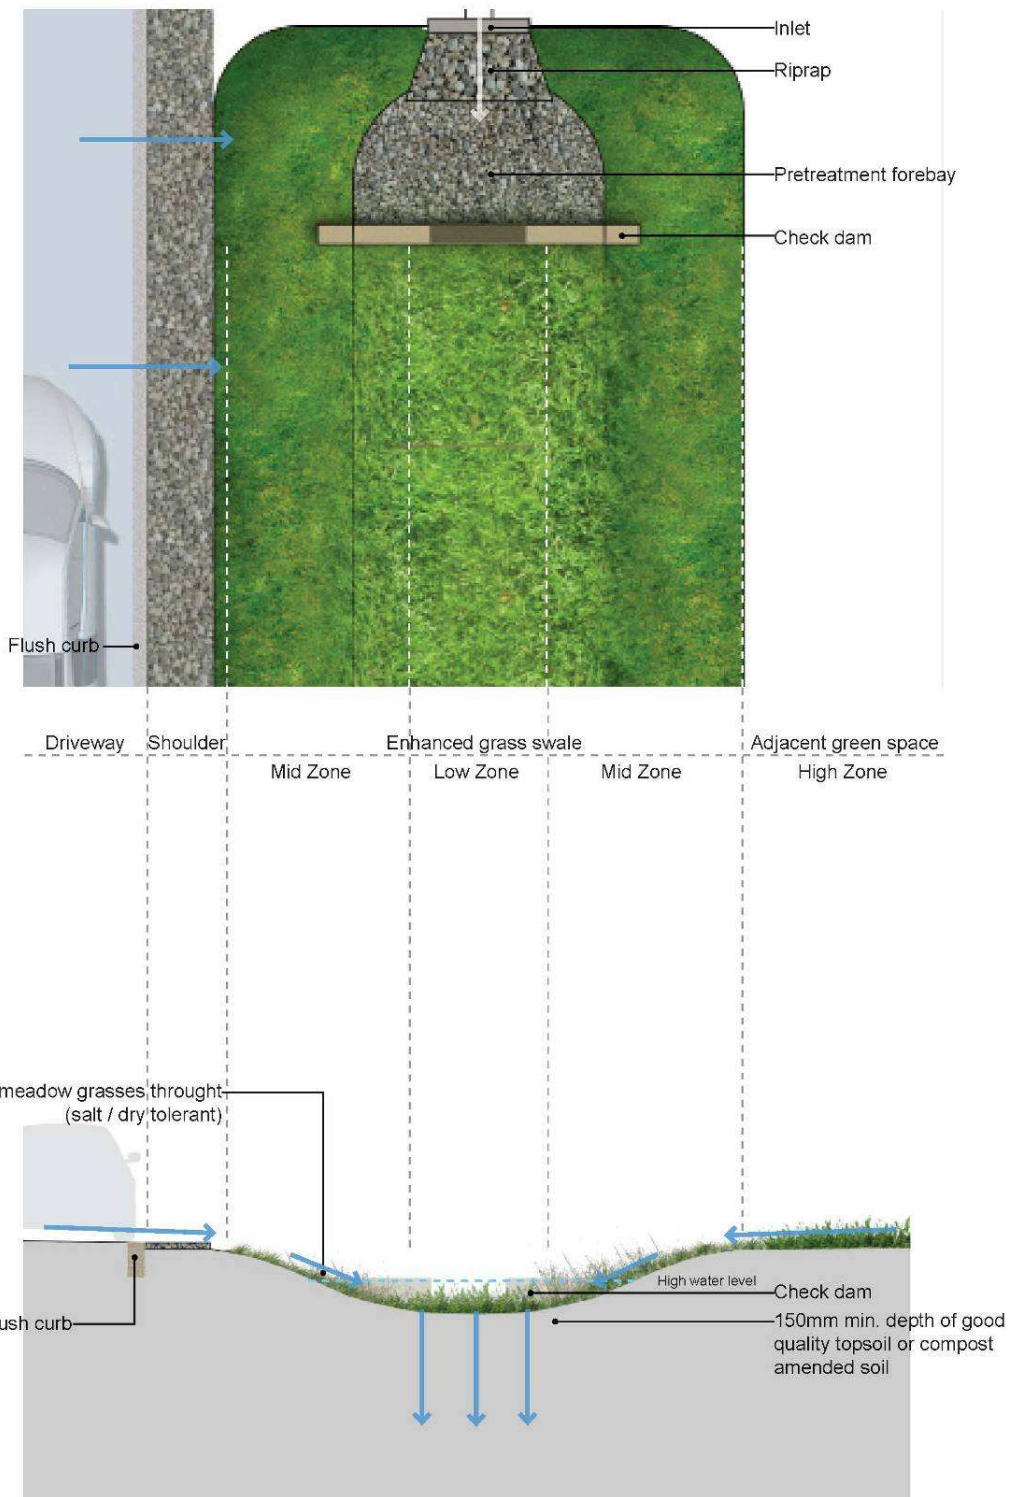 Inlet
Riprap
Pretreatment forebay
Check dam
Flush curb
Driveway
Shoulder
Enhanced grass swale
Adjacent green space
Mid Zone
Low Zone
Mid Zone
High Zone
meadow grasses throught
(salt / dry tolerant)
High water level
Check dam
ush curb
150mm min. depth of good
quality topsoil or compost
amended soil